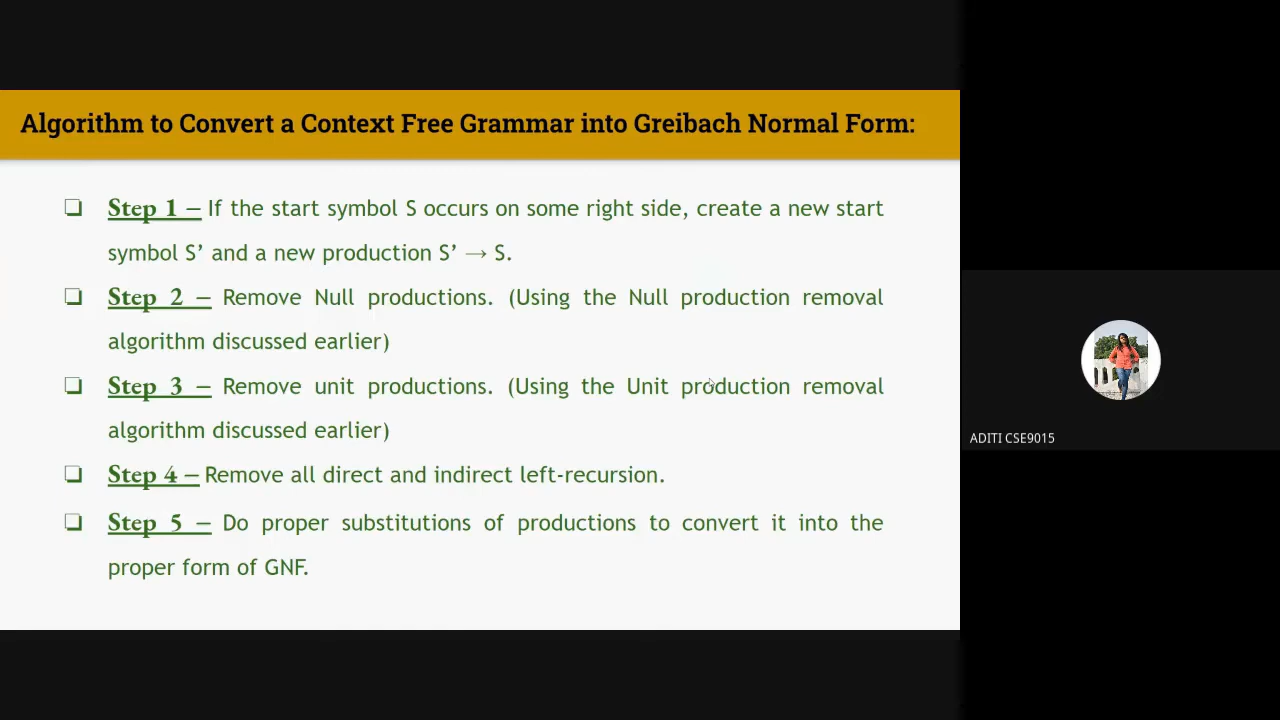 Algorithm to Convert a Context Free Grammar into Greibach Normal Form:
❑ Step 1 – If the start symbol S occurs on some right side, create a new start
symbol S’ and a new production S’ → S.
❑ Step 2 – Remove Null productions. (Using the Null production removal
algorithm discussed earlier)
❑ Step 3 – Remove unit productions. (Using the Unit production removal
algorithm discussed earlier)
❑ Step 4 – Remove all direct and indirect left-recursion.
❑ Step 5 – Do proper substitutions of productions to convert it into the
proper form of GNF.
ADITI CSE9015